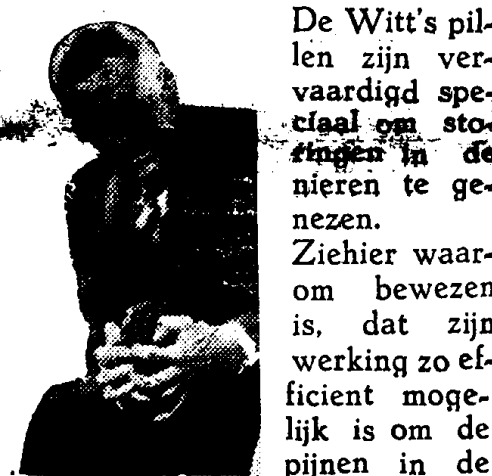 De Witt's pil-
len zijn ver-
vaardigd spe-
ciaal om sto-
ringen in de
nieren te ge-
nezen.
Ziehier waar-
om bewezen
is, dat zijn
werking zo ef-
ficient moge-
lijk is om de
pijnen in de